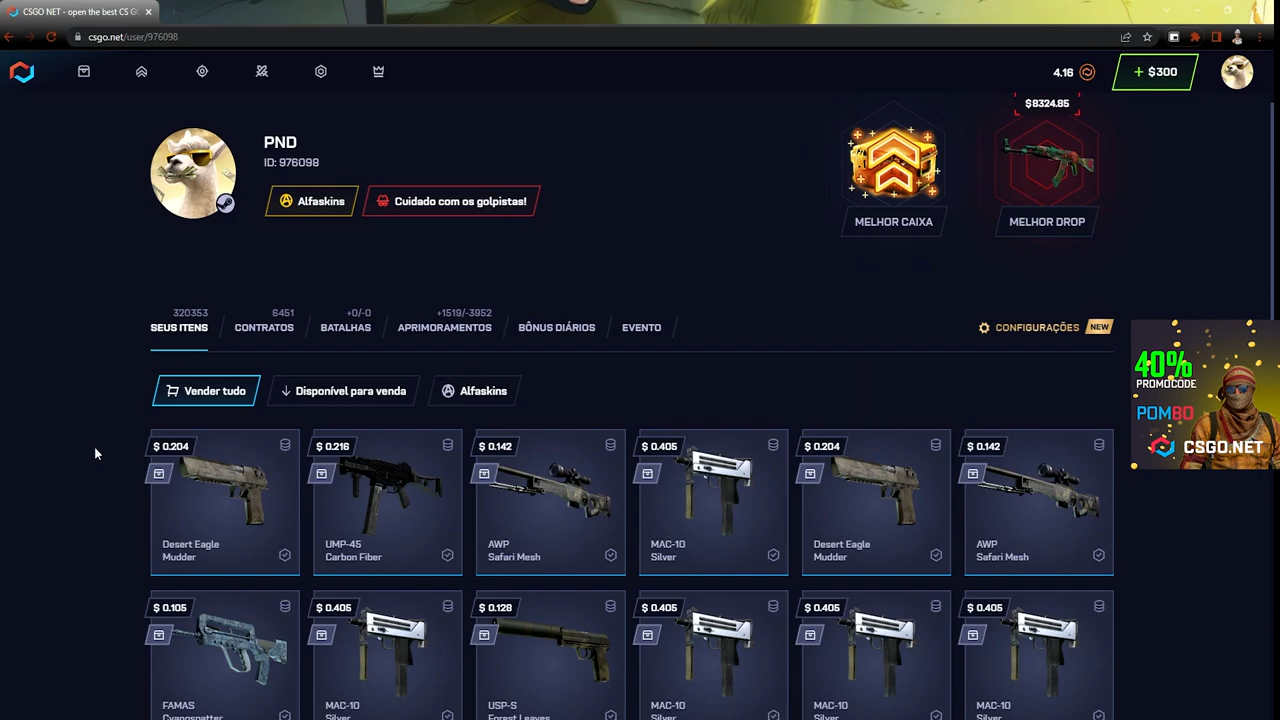 CSGO NET - open the best CS G
csgo.net/user/976098
4.16
+ $300
PND
ID: 976098
Alfaskins
Cuidado com os golpistas!
$8324.85
MELHOR CAIXA
MELHOR DROP
320353
SEUS ITENS
6451
CONTRATOS
+0/-0
BATALHAS
+1519/-3952
APRIMORAMENTOS
BÔNUS DIÁRIOS
EVENTO
CONFIGURAÇÕES
NEW
40%
PROMOCODE
POMBO
CSGO.NET
Vender tudo
Disponível para venda
Alfaskins
$ 0.204
Desert Eagle
Mudder
$ 0.216
UMP-45
Carbon Fiber
$ 0.142
AWP
Safari Mesh
$ 0.405
MAC-10
Silver
$ 0.204
Desert Eagle
Mudder
$ 0.142
AWP
Safari Mesh
$ 0.105
FAMAS
Cyanospatter
$ 0.405
MAC-10
Silver
$ 0.128
USP-S
Forest Leaves
$ 0.405
MAC-10
Silver
$ 0.405
MAC-10
Silver
$ 0.405
MAC-10
Silver